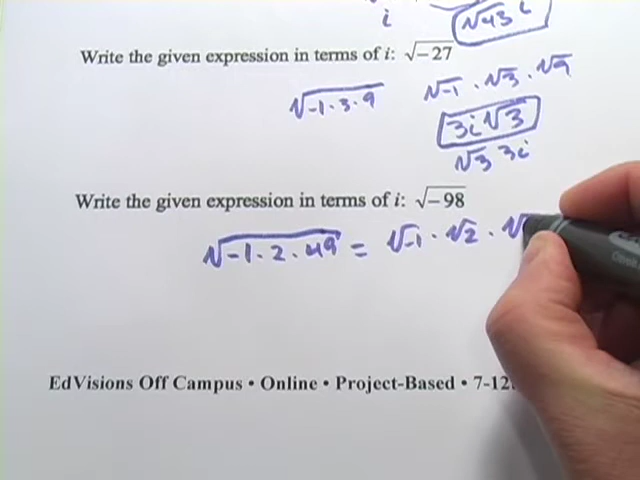 i √43 i
Write the given expression in terms of i: √−27
√−1·3·9 √−1 · √3 · √9
3i√3
√3 3i
Write the given expression in terms of i: √−98
√−1·2·49 = √−1 · √2 · √
EdVisions Off Campus • Online • Project-Based • 7-12